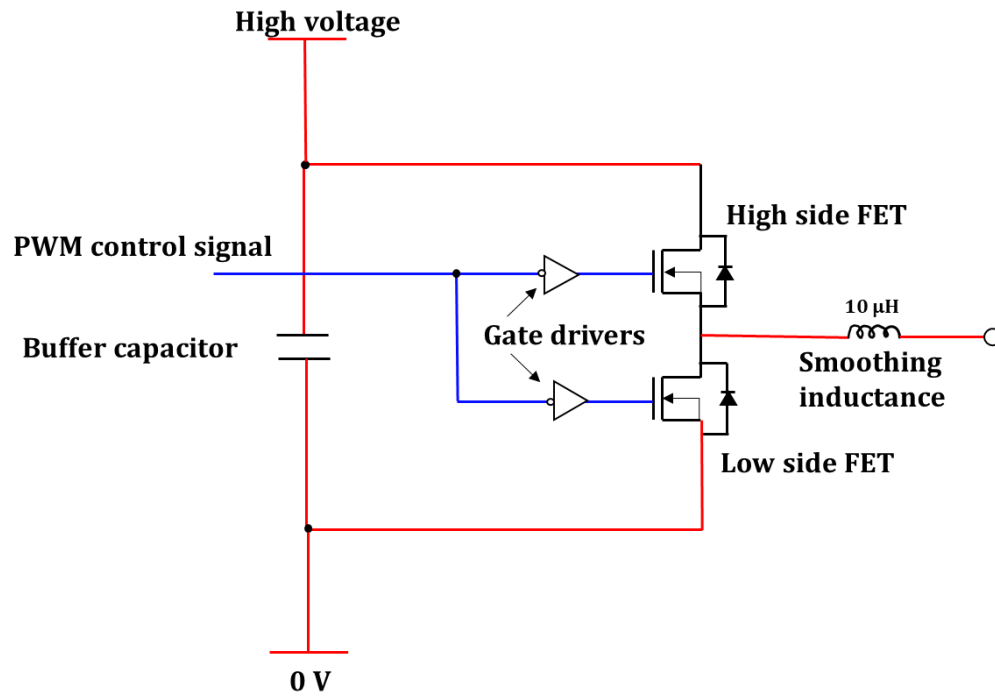 High voltage
High side FET
PWM control signal
10 μH
Gate drivers
Buffer capacitor
Smoothing
inductance
Low side FET
0 V